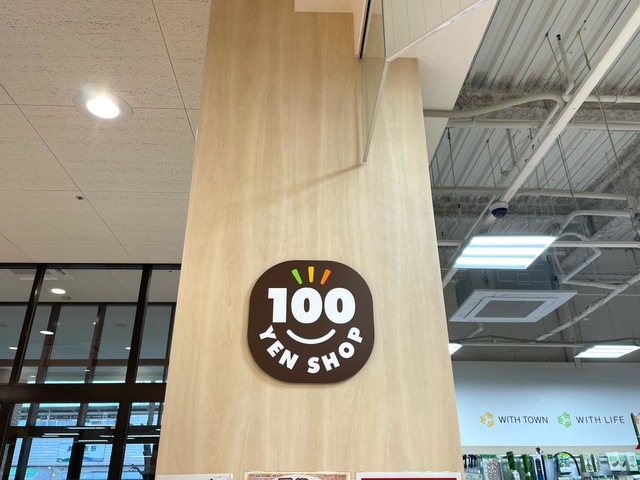 100
YEN SHOP
WITH TOWN
WITH LIFE